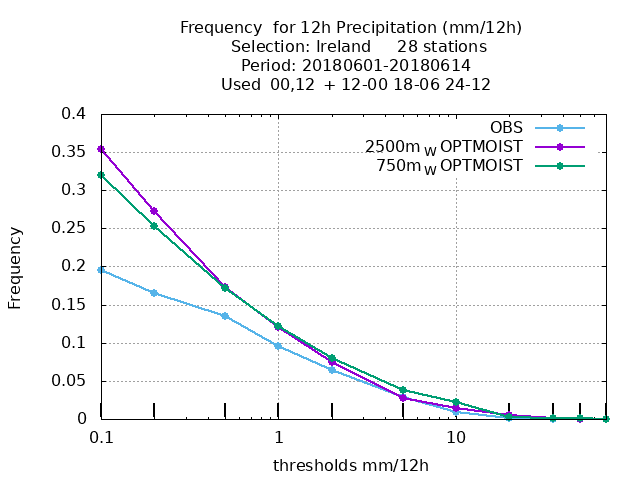 Frequency  for 12h Precipitation (mm/12h)
Selection: Ireland     28 stations
Period: 20180601-20180614
Used  00,12  + 12-00 18-06 24-12
0.4
0.35
0.3
0.25
0.2
0.15
0.1
0.05
0
Frequency
OBS
2500m W OPTMOIST
750m W OPTMOIST
0.1 1 10
thresholds mm/12h